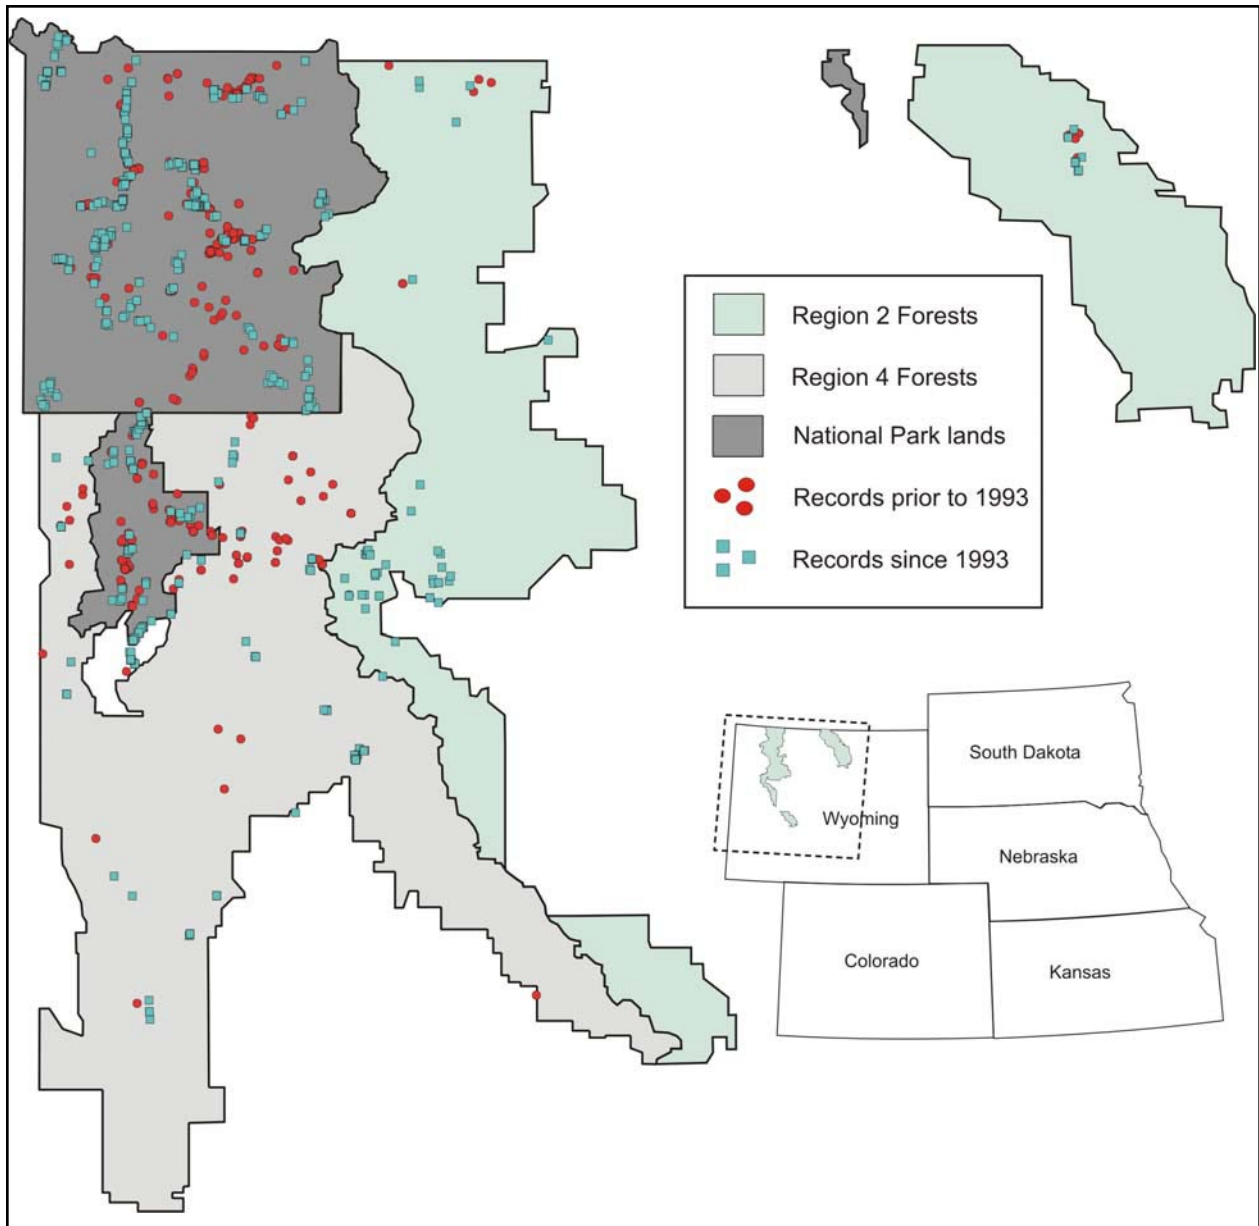 Region 2 Forests
Region 4 Forests
National Park lands
Records prior to 1993
Records since 1993
South Dakota
Wyoming
Nebraska
Colorado
Kansas